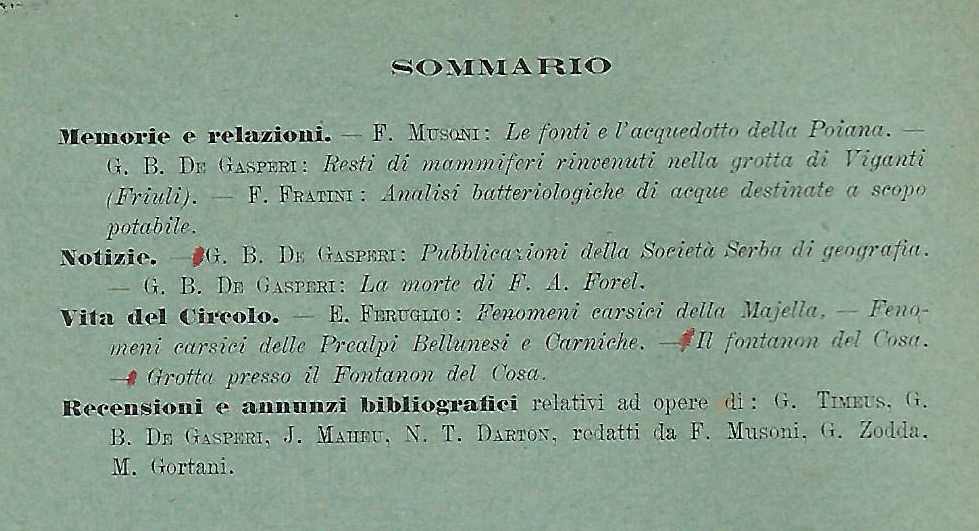 SOMMARIO
Memorie e relazioni. — F. Musoni: Le fonti e l'acquedotto della Poiana. —
G. B. De Gasperi: Resti di mammiferi rinvenuti nella grotta di Viganti
(Friuli). — F. Fratini: Analisi batteriologiche di acque destinate a scopo
potabile.
Notizie. — G. B. De Gasperi: Pubblicazioni della Società Serba di geografia.
— G. B. De Gasperi: La morte di F. A. Forel.
Vita del Circolo. — E. Feruglio: Fenomeni carsici della Majella. — Feno-
meni carsici delle Prealpi Bellunesi e Carniche. — Il fontanon del Cosa.
— Grotta presso il Fontanon del Cosa.
Recensioni e annunzi bibliografici relativi ad opere di: G. Timeus, G.
B. De Gasperi, J. Maheu, N. T. Darton, redatti da F. Musoni, G. Zodda,
M. Gortani.